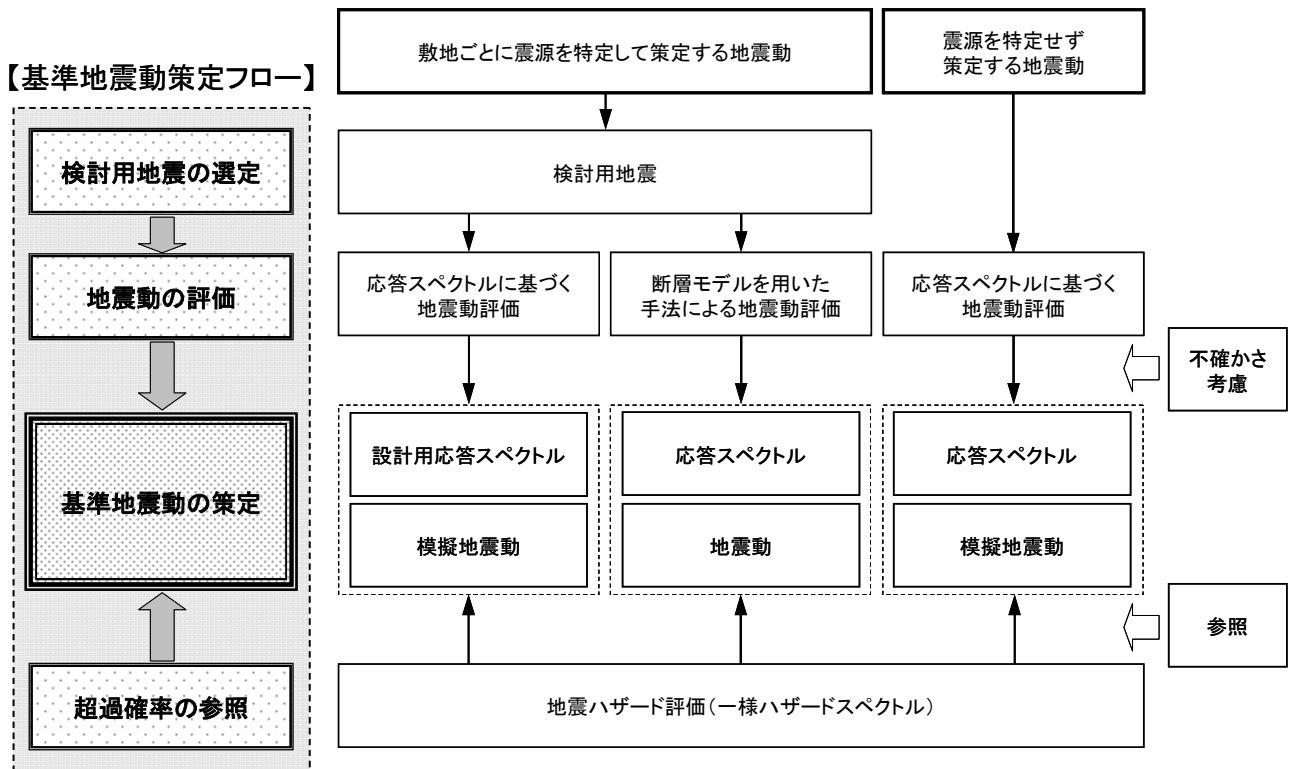 【基準地震動策定フロー】
検討用地震の選定
地震動の評価
基準地震動の策定
超過確率の参照
敷地ごとに震源を特定して策定する地震動
震源を特定せず
策定する地震動
検討用地震
応答スペクトルに基づく
地震動評価
断層モデルを用いた
手法による地震動評価
応答スペクトルに基づく
地震動評価
不確かさ
考慮
設計用応答スペクトル
応答スペクトル
応答スペクトル
模擬地震動
地震動
模擬地震動
参照
地震ハザード評価(一様ハザードスペクトル)